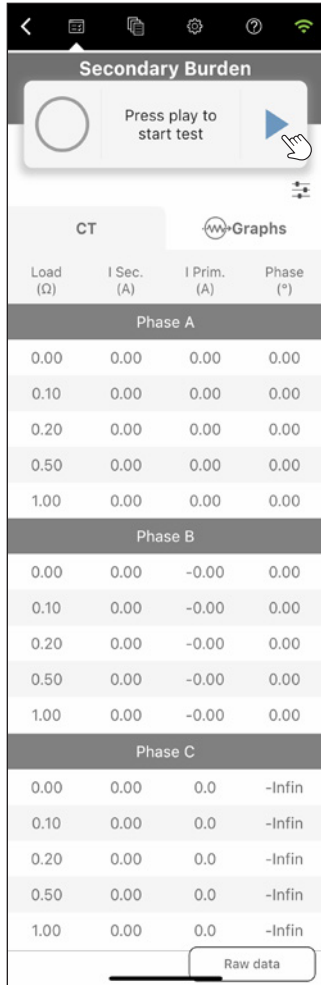 Secondary Burden
Press play to
start test
CT
Graphs
Load
(Ω)
I Sec.
(A)
I Prim.
(A)
Phase
(°)
Phase A
0.00 0.00 0.00 0.00
0.10 0.00 0.00 0.00
0.20 0.00 0.00 0.00
0.50 0.00 0.00 0.00
1.00 0.00 0.00 0.00
Phase B
0.00 0.00 -0.00 0.00
0.10 0.00 -0.00 0.00
0.20 0.00 -0.00 0.00
0.50 0.00 -0.00 0.00
1.00 0.00 -0.00 0.00
Phase C
0.00 0.00 0.0 -Infin
0.10 0.00 0.0 -Infin
0.20 0.00 0.0 -Infin
0.50 0.00 0.0 -Infin
1.00 0.00 0.0 -Infin
Raw data